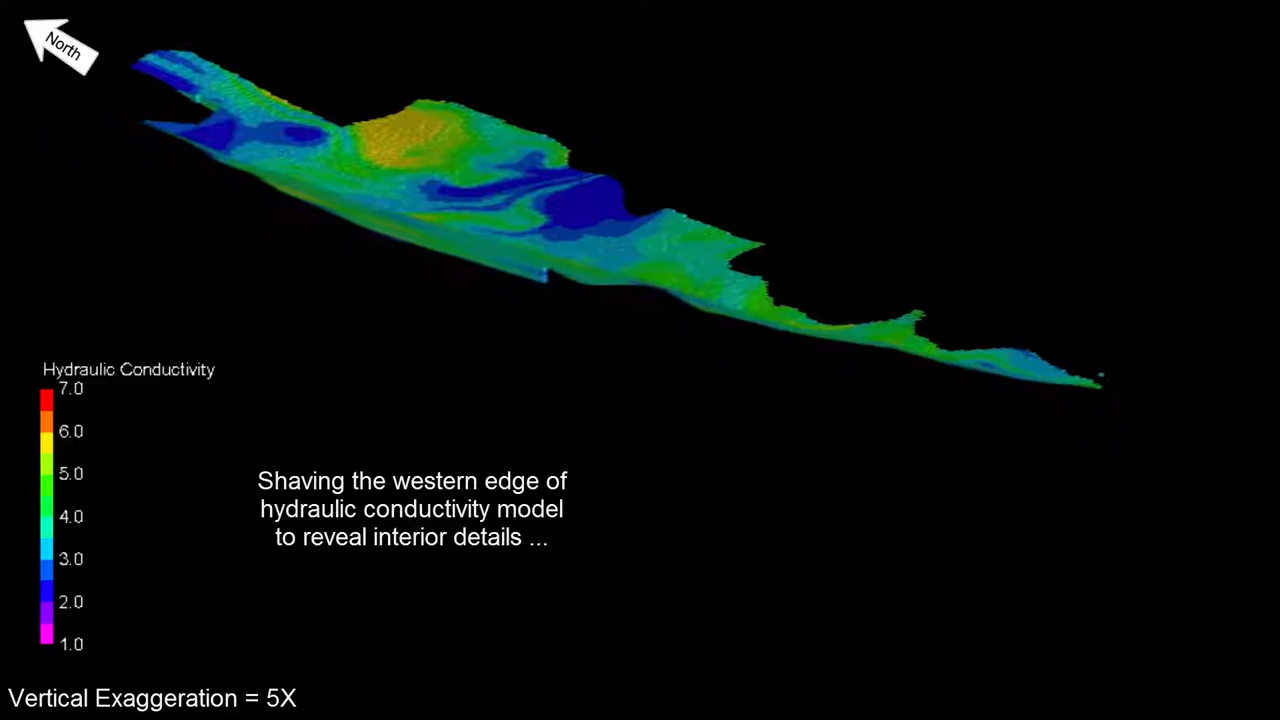 North
Hydraulic Conductivity
7.0
6.0
5.0
4.0
3.0
2.0
1.0
Shaving the western edge of
hydraulic conductivity model
to reveal interior details ...
Vertical Exaggeration = 5X